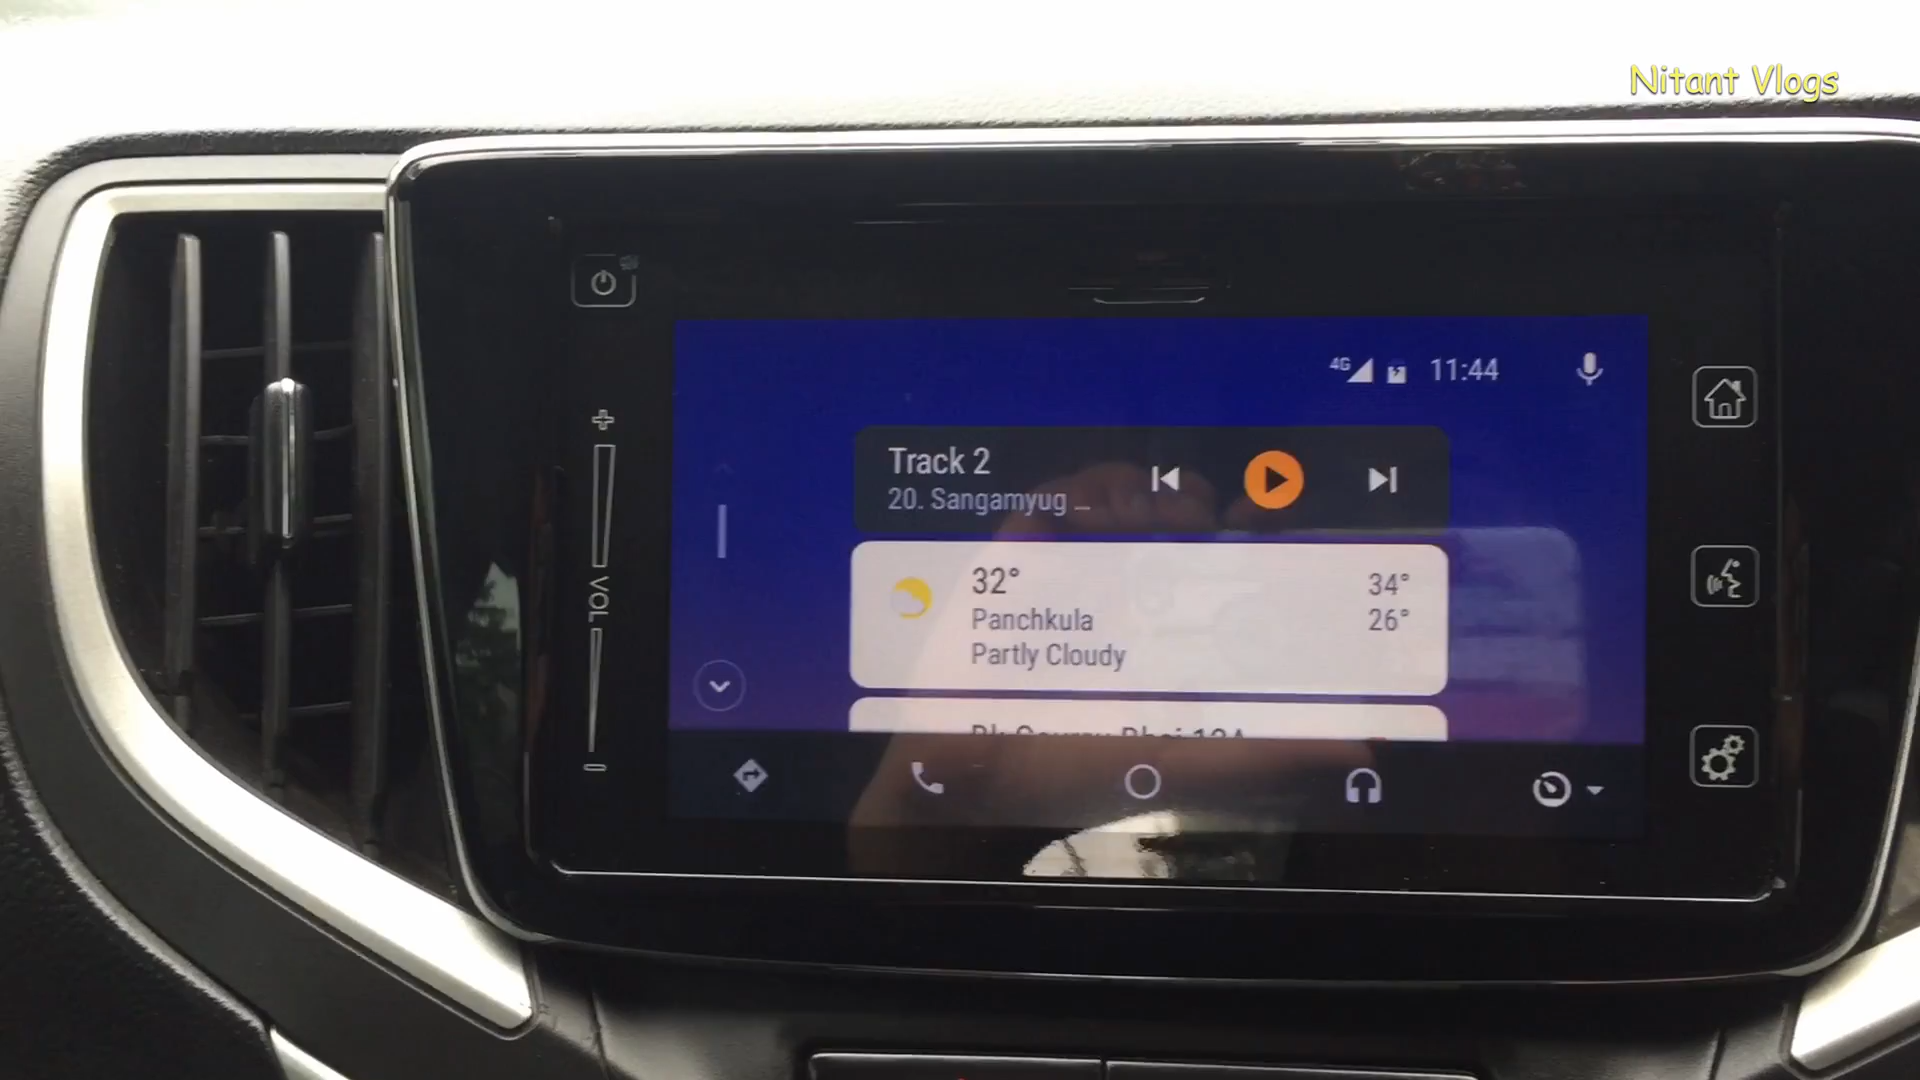 Nitant Vlogs
4G 11:44
Track 2
20. Sangamyug ...
32° 34°
Panchkula 26°
Partly Cloudy
VOL